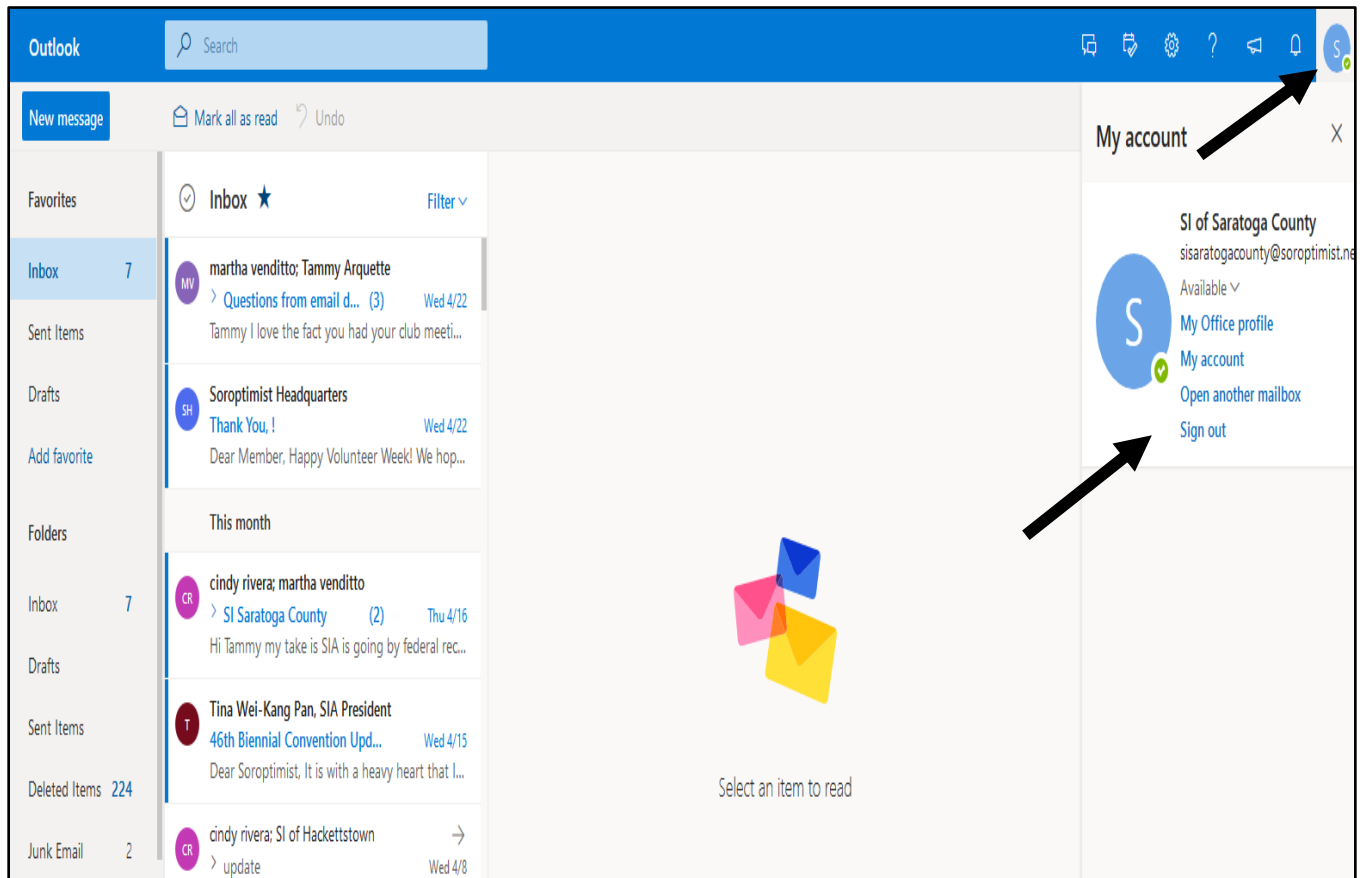 Outlook
Search
S
New message
Mark all as read
Undo
My account
Favorites
Inbox 7
Sent Items
Drafts
Add favorite
Folders
Inbox 7
Drafts
Sent Items
Deleted Items 224
Junk Email 2
Inbox
Filter
MV
martha venditto; Tammy Arquette
Questions from email d... (3) Wed 4/22
Tammy I love the fact you had your club meeti...
SH
Soroptimist Headquarters
Thank You, ! Wed 4/22
Dear Member, Happy Volunteer Week! We hop...
This month
CR
cindy rivera; martha venditto
SI Saratoga County (2) Thu 4/16
Hi Tammy my take is SIA is going by federal rec...
T
Tina Wei-Kang Pan, SIA President
46th Biennial Convention Upd... Wed 4/15
Dear Soroptimist, It is with a heavy heart that I...
CR
cindy rivera; SI of Hackettstown
update Wed 4/8
Select an item to read
S
SI of Saratoga County
sisaratogacounty@soroptimist.ne
Available
My Office profile
My account
Open another mailbox
Sign out